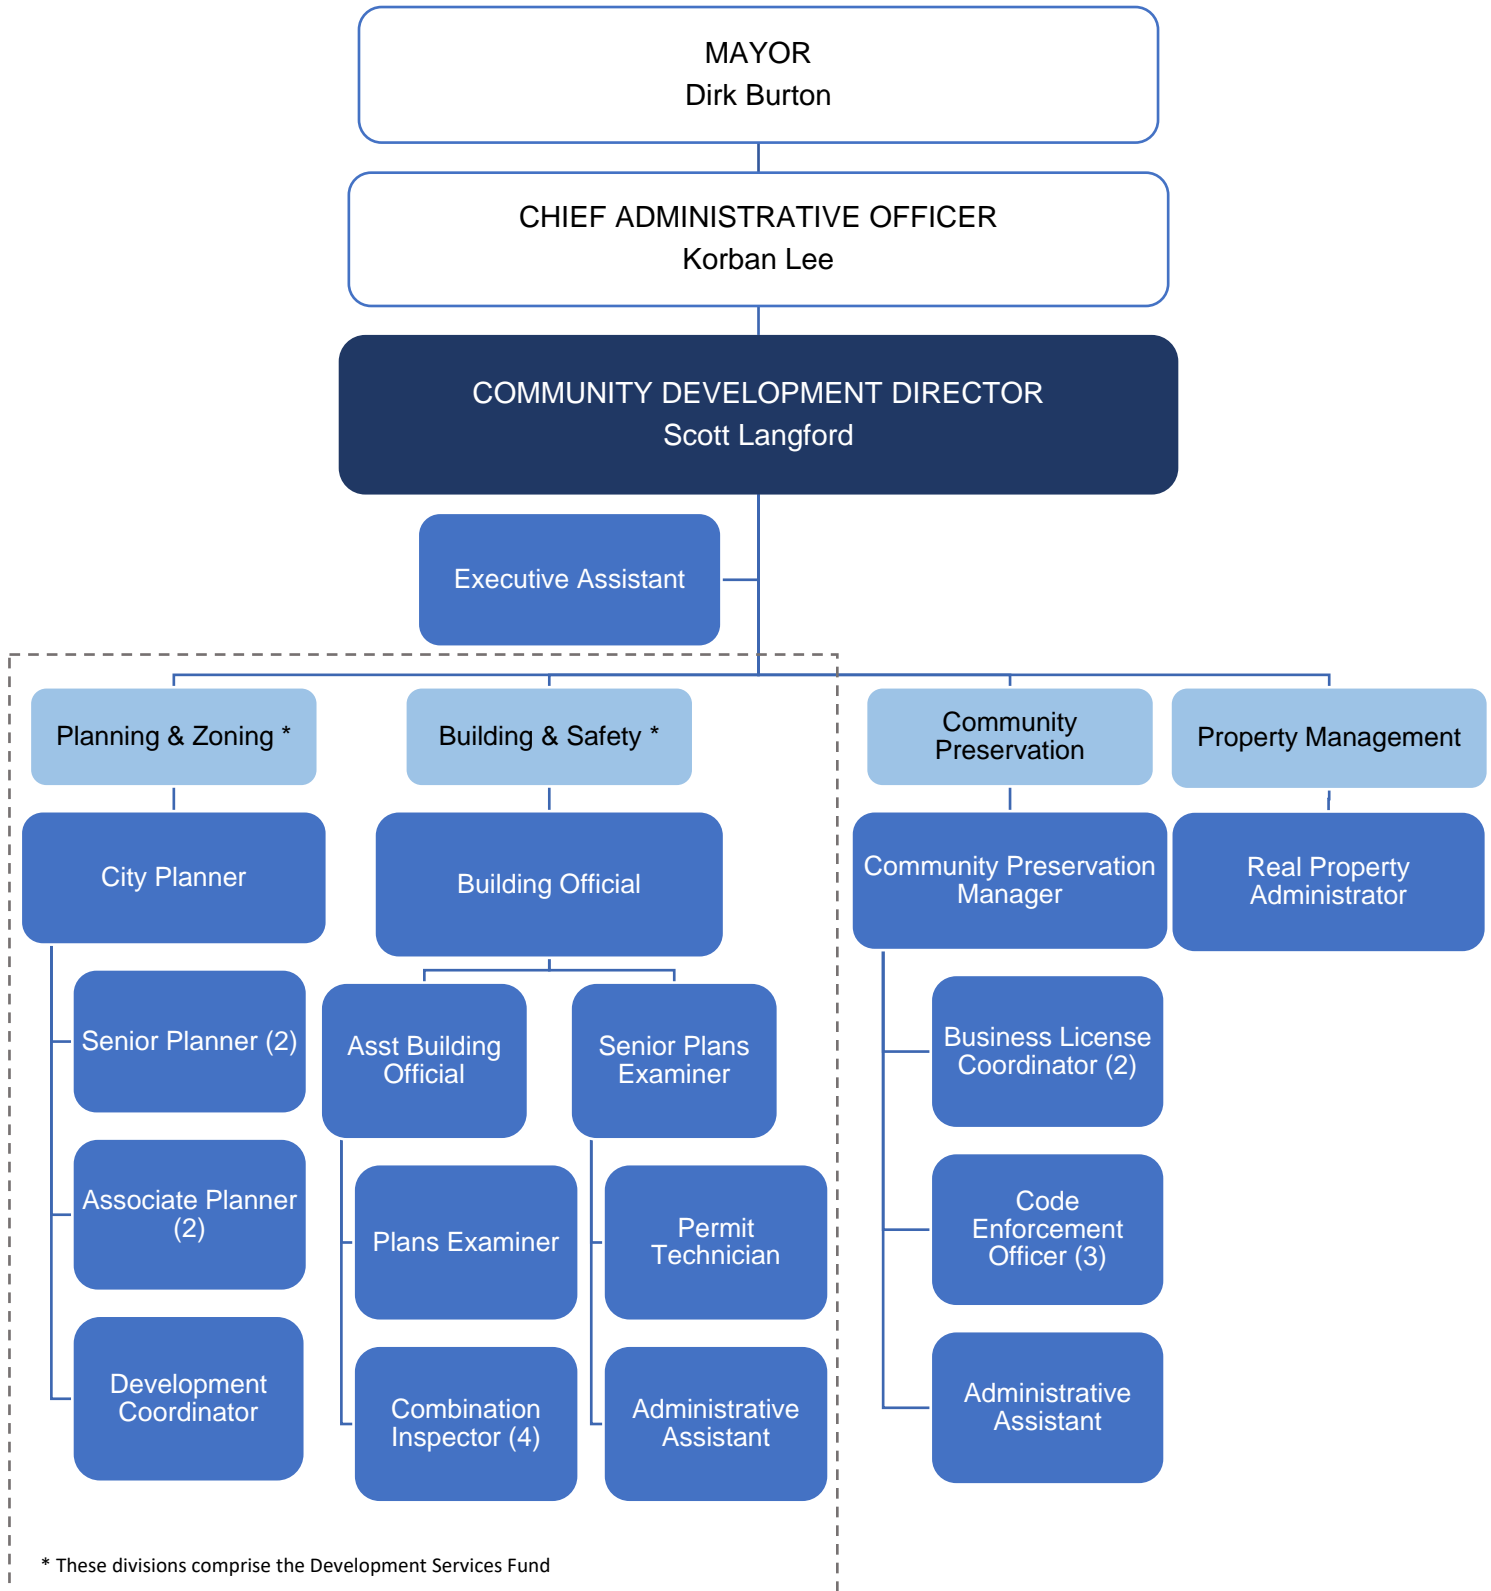 MAYOR
Dirk Burton
CHIEF ADMINISTRATIVE OFFICER
Korban Lee
COMMUNITY DEVELOPMENT DIRECTOR
Scott Langford
Executive Assistant
Planning & Zoning *
Building & Safety *
Community
Preservation
Property Management
City Planner
Building Official
Community Preservation
Manager
Real Property
Administrator
Senior Planner (2)
Asst Building
Official
Senior Plans
Examiner
Business License
Coordinator (2)
Associate Planner
(2)
Plans Examiner
Permit
Technician
Code
Enforcement
Officer (3)
Development
Coordinator
Combination
Inspector (4)
Administrative
Assistant
Administrative
Assistant
* These divisions comprise the Development Services Fund